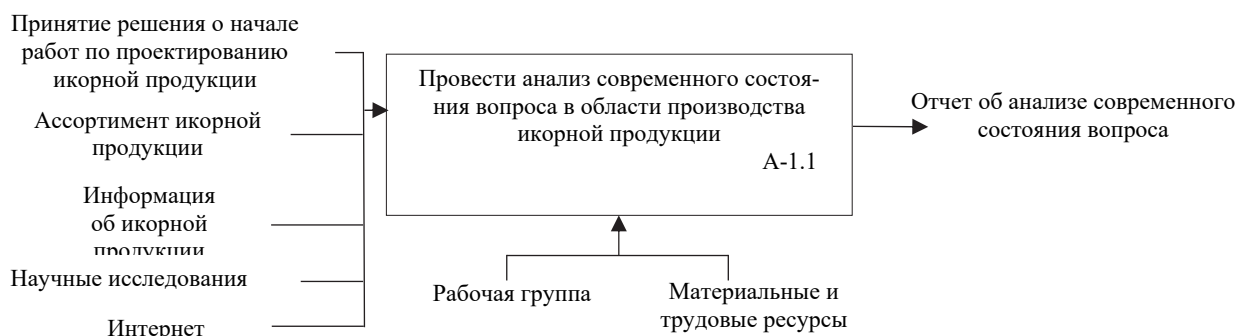 Принятие решения о начале
работ по проектированию
икорной продукции
Ассортимент икорной
продукции
Информация
об икорной
продукции
Научные исследования
Интернет
Провести анализ современного состоя-
ния вопроса в области производства
икорной продукции
А-1.1
Рабочая группа
Материальные и
трудовые ресурсы
Отчет об анализе современного
состояния вопроса